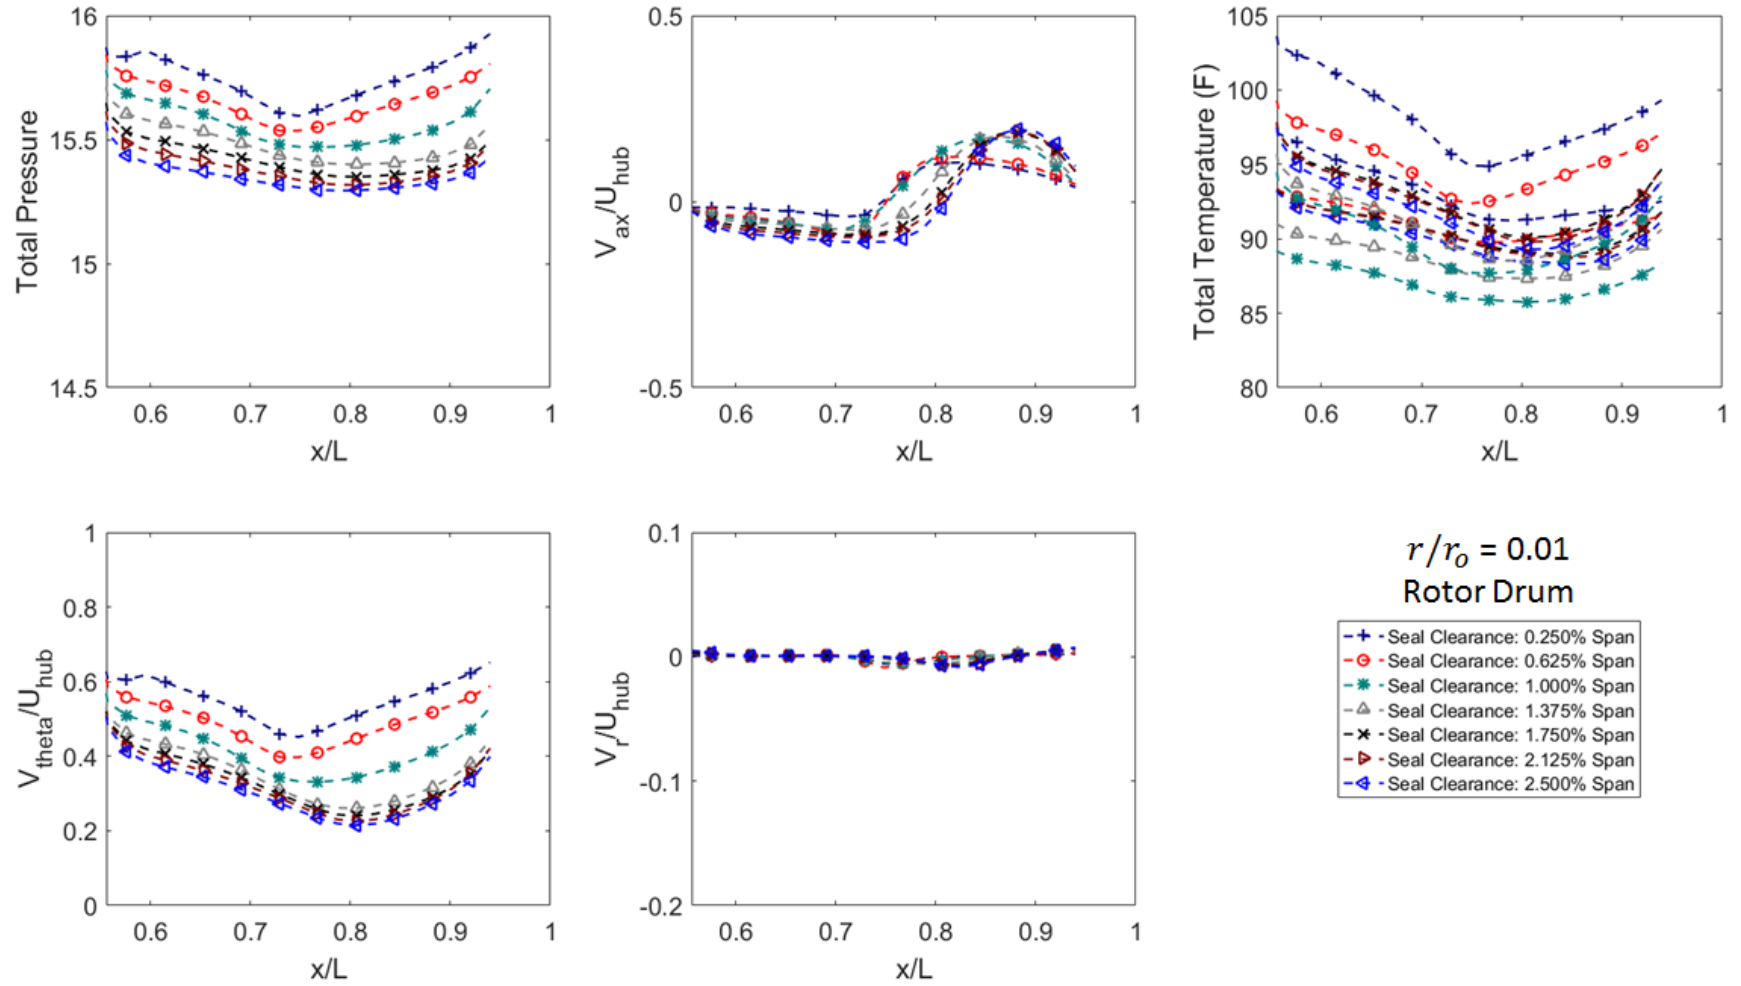 16
15.5
15
14.5
Total Pressure
0.6 0.7 0.8 0.9 1
x/L
0.5
0
-0.5
V_ax/U_hub
0.6 0.7 0.8 0.9 1
x/L
105
100
95
90
85
80
Total Temperature (F)
0.6 0.7 0.8 0.9 1
x/L
1
0.8
0.6
0.4
0.2
0
V_theta/U_hub
0.6 0.7 0.8 0.9 1
x/L
0.1
0
-0.1
-0.2
V_r/U_hub
0.6 0.7 0.8 0.9 1
x/L
r/r_o = 0.01
Rotor Drum
Seal Clearance: 0.250% Span
Seal Clearance: 0.625% Span
Seal Clearance: 1.000% Span
Seal Clearance: 1.375% Span
Seal Clearance: 1.750% Span
Seal Clearance: 2.125% Span
Seal Clearance: 2.500% Span